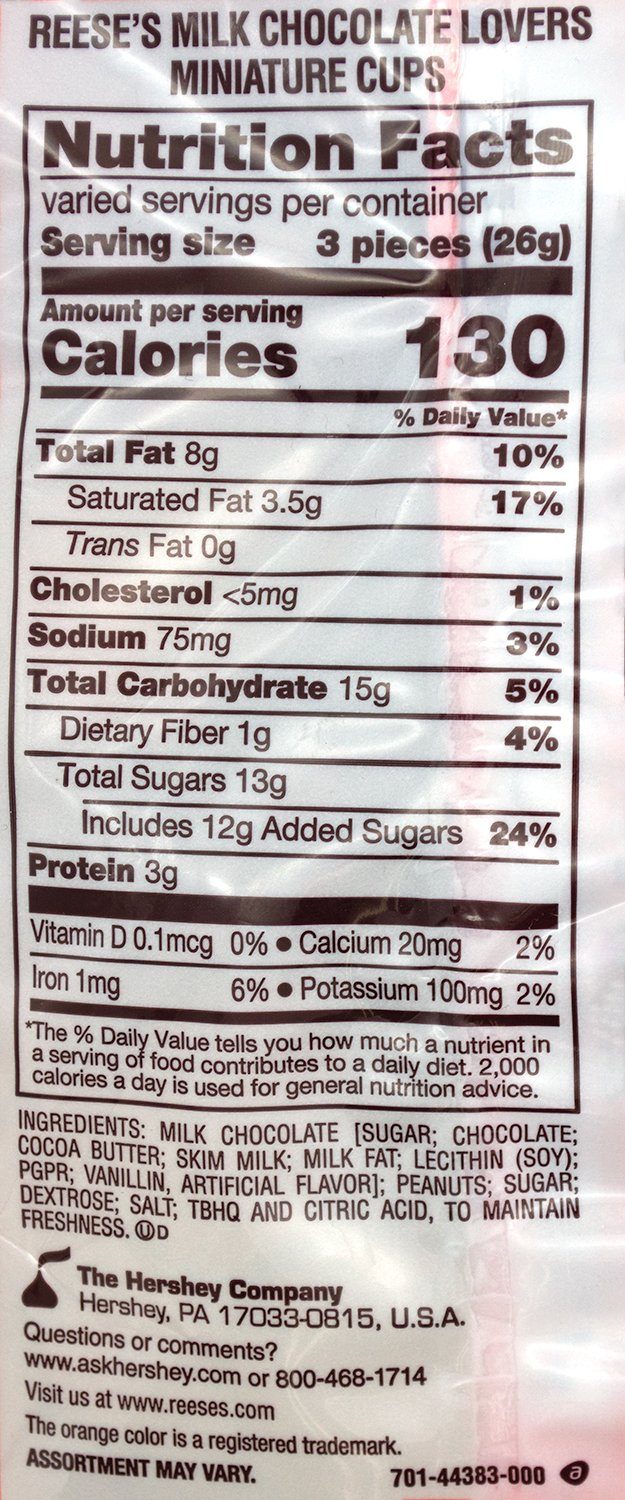 REESE'S MILK CHOCOLATE LOVERS
MINIATURE CUPS
Nutrition Facts
varied servings per container
Serving size 3 pieces (26g)
Amount per serving
Calories 130
% Daily Value*
Total Fat 8g 10%
Saturated Fat 3.5g 17%
Trans Fat 0g
Cholesterol <5mg 1%
Sodium 75mg 3%
Total Carbohydrate 15g 5%
Dietary Fiber 1g 4%
Total Sugars 13g
Includes 12g Added Sugars 24%
Protein 3g
Vitamin D 0.1mcg 0% • Calcium 20mg 2%
Iron 1mg 6% • Potassium 100mg 2%
*The % Daily Value tells you how much a nutrient in
a serving of food contributes to a daily diet. 2,000
calories a day is used for general nutrition advice.
INGREDIENTS: MILK CHOCOLATE [SUGAR; CHOCOLATE;
COCOA BUTTER; SKIM MILK; MILK FAT; LECITHIN (SOY);
PGPR; VANILLIN, ARTIFICIAL FLAVOR]; PEANUTS; SUGAR;
DEXTROSE; SALT; TBHQ AND CITRIC ACID, TO MAINTAIN
FRESHNESS. ⓊD
The Hershey Company
Hershey, PA 17033-0815, U.S.A.
Questions or comments?
www.askhershey.com or 800-468-1714
Visit us at www.reeses.com
The orange color is a registered trademark.
ASSORTMENT MAY VARY.
701-44383-000 a